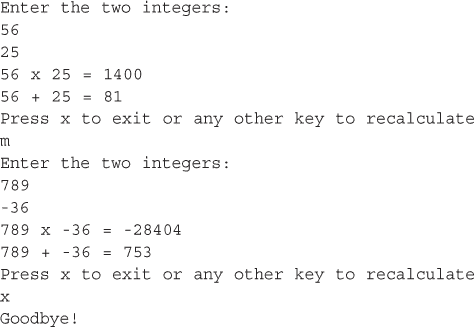 Enter the two integers:
56
25
56 x 25 = 1400
56 + 25 = 81
Press x to exit or any other key to recalculate
m
Enter the two integers:
789
-36
789 x -36 = -28404
789 + -36 = 753
Press x to exit or any other key to recalculate
x
Goodbye!